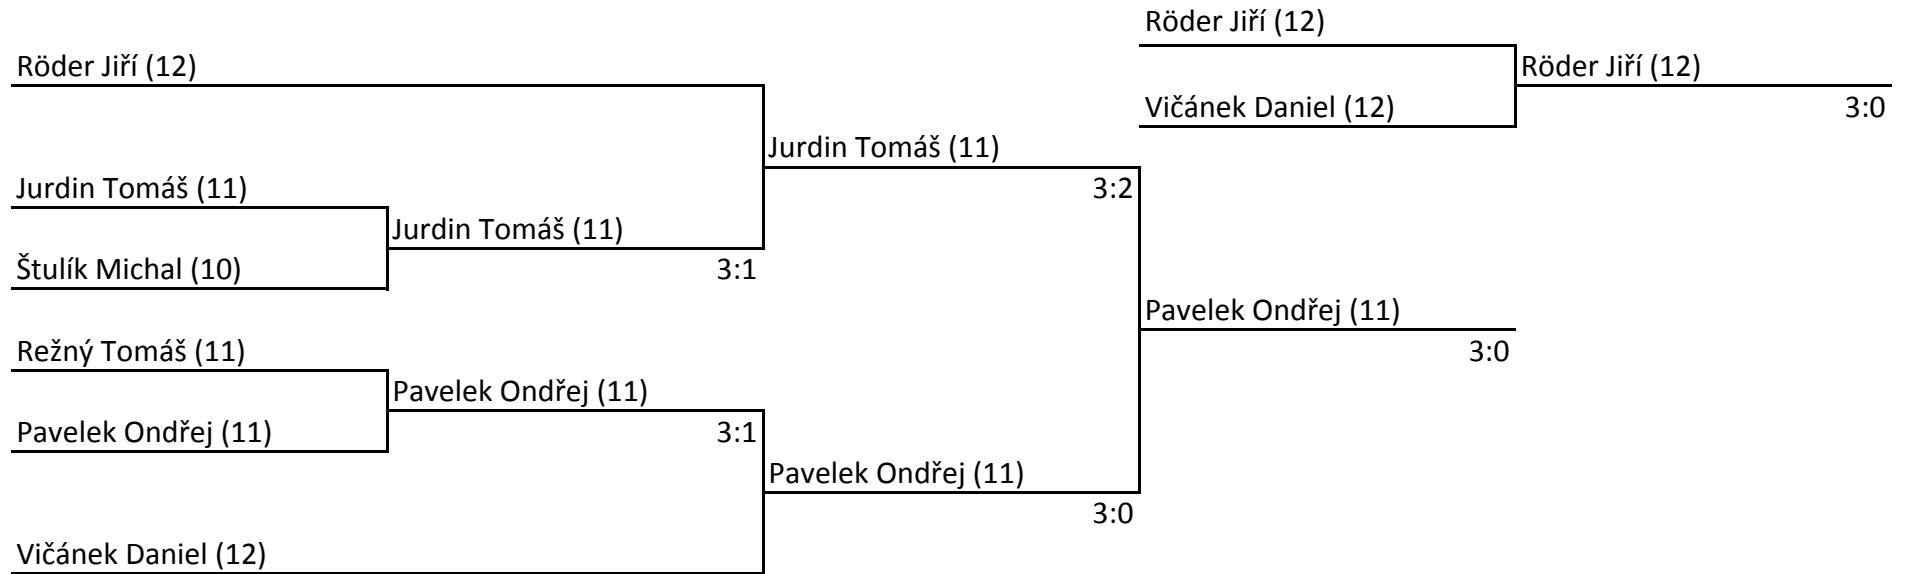 Röder Jiří (12)
Röder Jiří (12)
Röder Jiří (12)
Vičánek Daniel (12)
3:0
Jurdin Tomáš (11)
Jurdin Tomáš (11)
3:2
Jurdin Tomáš (11)
Štulík Michal (10)
3:1
Pavelek Ondřej (11)
Režný Tomáš (11)
3:0
Pavelek Ondřej (11)
Pavelek Ondřej (11)
3:1
Pavelek Ondřej (11)
3:0
Vičánek Daniel (12)